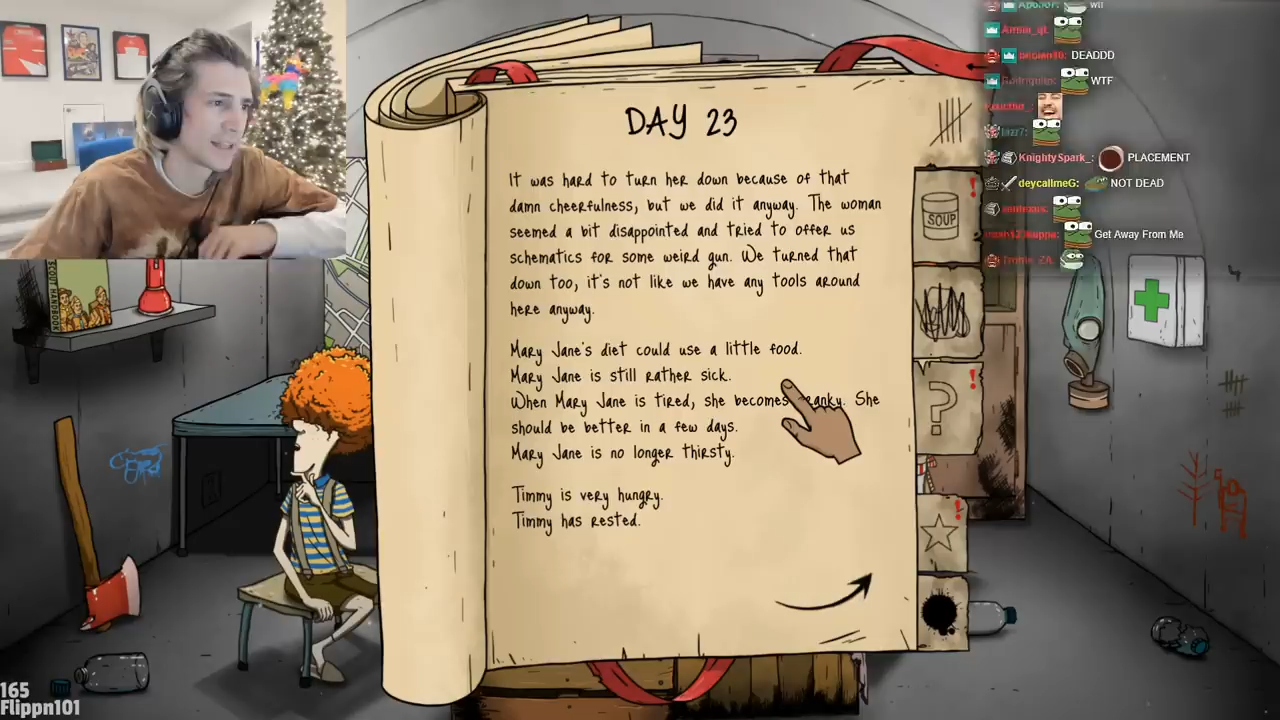 DAY 23
It was hard to turn her down because of that
damn cheerfulness, but we did it anyway. The woman
seemed a bit disappointed and tried to offer us
schematics for some weird gun. We turned that
down too, it's not like we have any tools around
here anyway.
Mary Jane's diet could use a little food.
Mary Jane is still rather sick.
When Mary Jane is tired, she becomes She
should be better in a few days.
Mary Jane is no longer thirsty.
Timmy is very hungry.
Timmy has rested.
SOUP
!
?
!
!
DEADDD
WTF
KnightySpark_: PLACEMENT
deycallmeG: NOT DEAD
Get Away From Me
SCOUT HANDBOOK
165
Flippn101